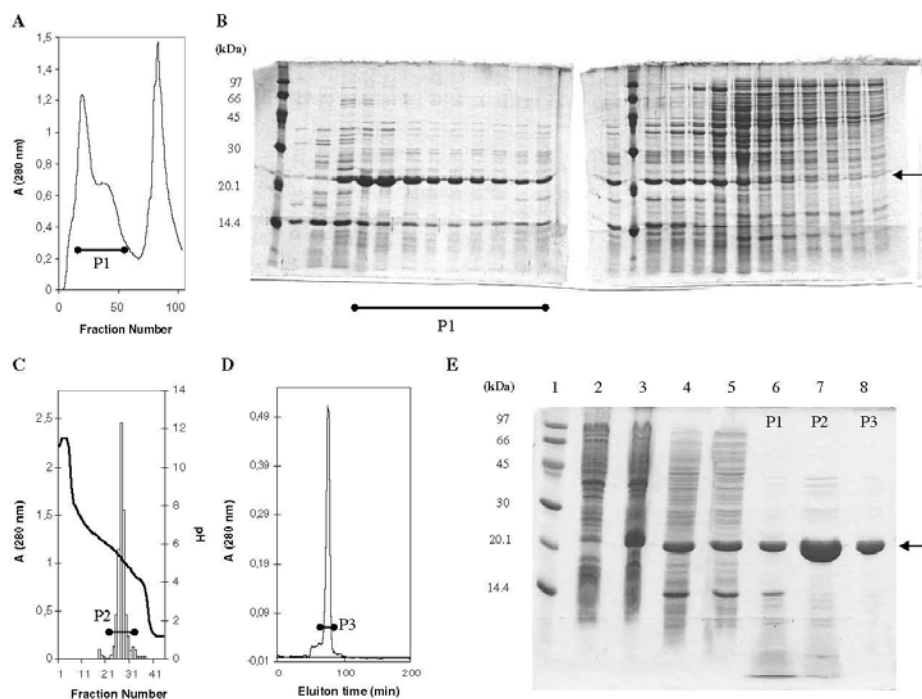 A
1,5
1,4
1,2
1
0,8
0,6
0,4
0,2
0
A (280 nm)
P1
0 50 100
Fraction Number
B
(kDa)
97
66
45
30
20.1
14.4
P1
C
2,5
2
1,5
1
0,5
0
A (280 nm)
14
12
10
8
6
4
2
0
pH
P2
1 11 21 31 41
Fraction Number
D
0,49
0,39
0,29
0,19
0,09
-0,01
A (280 nm)
P3
0 100 200
Eluiton time (min)
E
(kDa) 1 2 3 4 5 6 7 8
P1 P2 P3
97
66
45
30
20.1
14.4